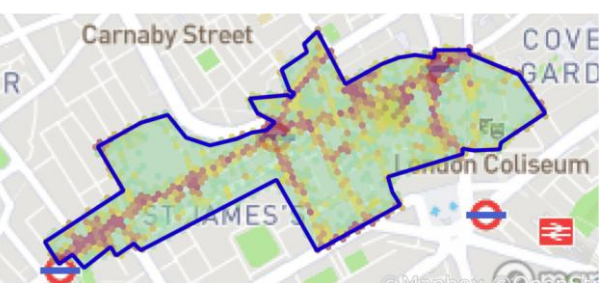 Carnaby Street
COVE
GARD
R
London Coliseum
ST JAMES'S